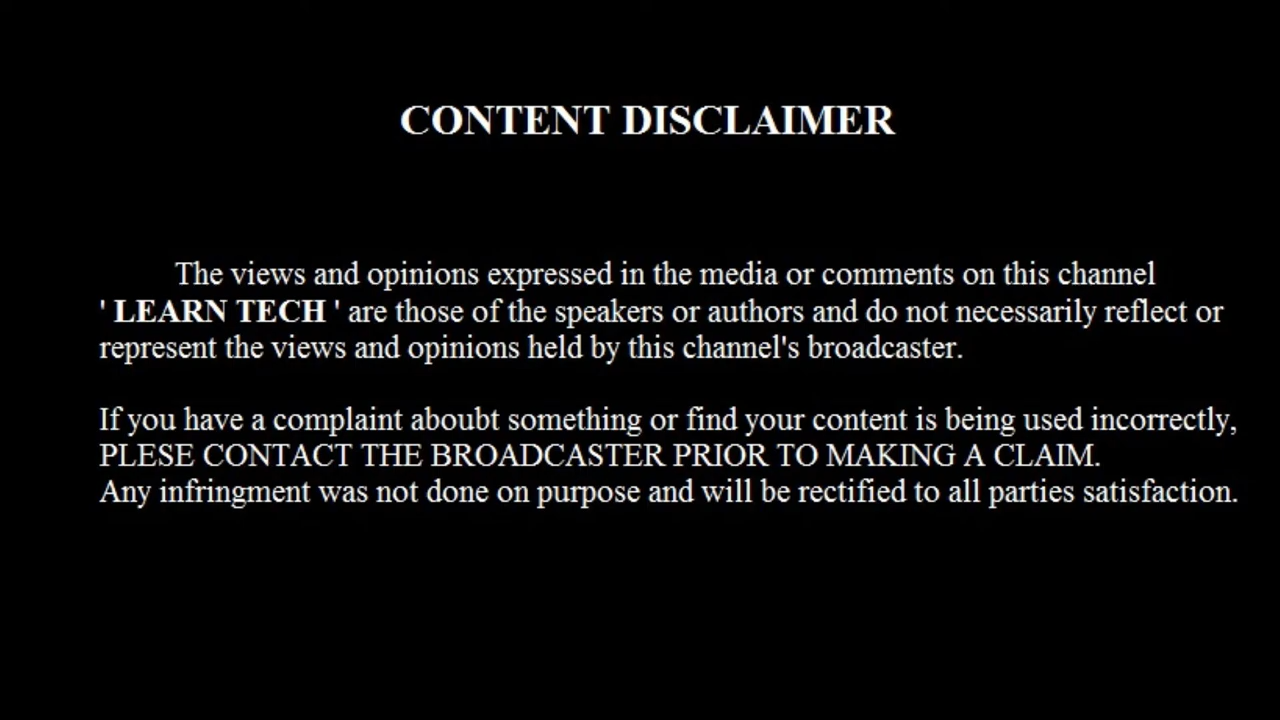 CONTENT DISCLAIMER
The views and opinions expressed in the media or comments on this channel
' LEARN TECH ' are those of the speakers or authors and do not necessarily reflect or
represent the views and opinions held by this channel's broadcaster.
If you have a complaint aboubt something or find your content is being used incorrectly,
PLESE CONTACT THE BROADCASTER PRIOR TO MAKING A CLAIM.
Any infringment was not done on purpose and will be rectified to all parties satisfaction.